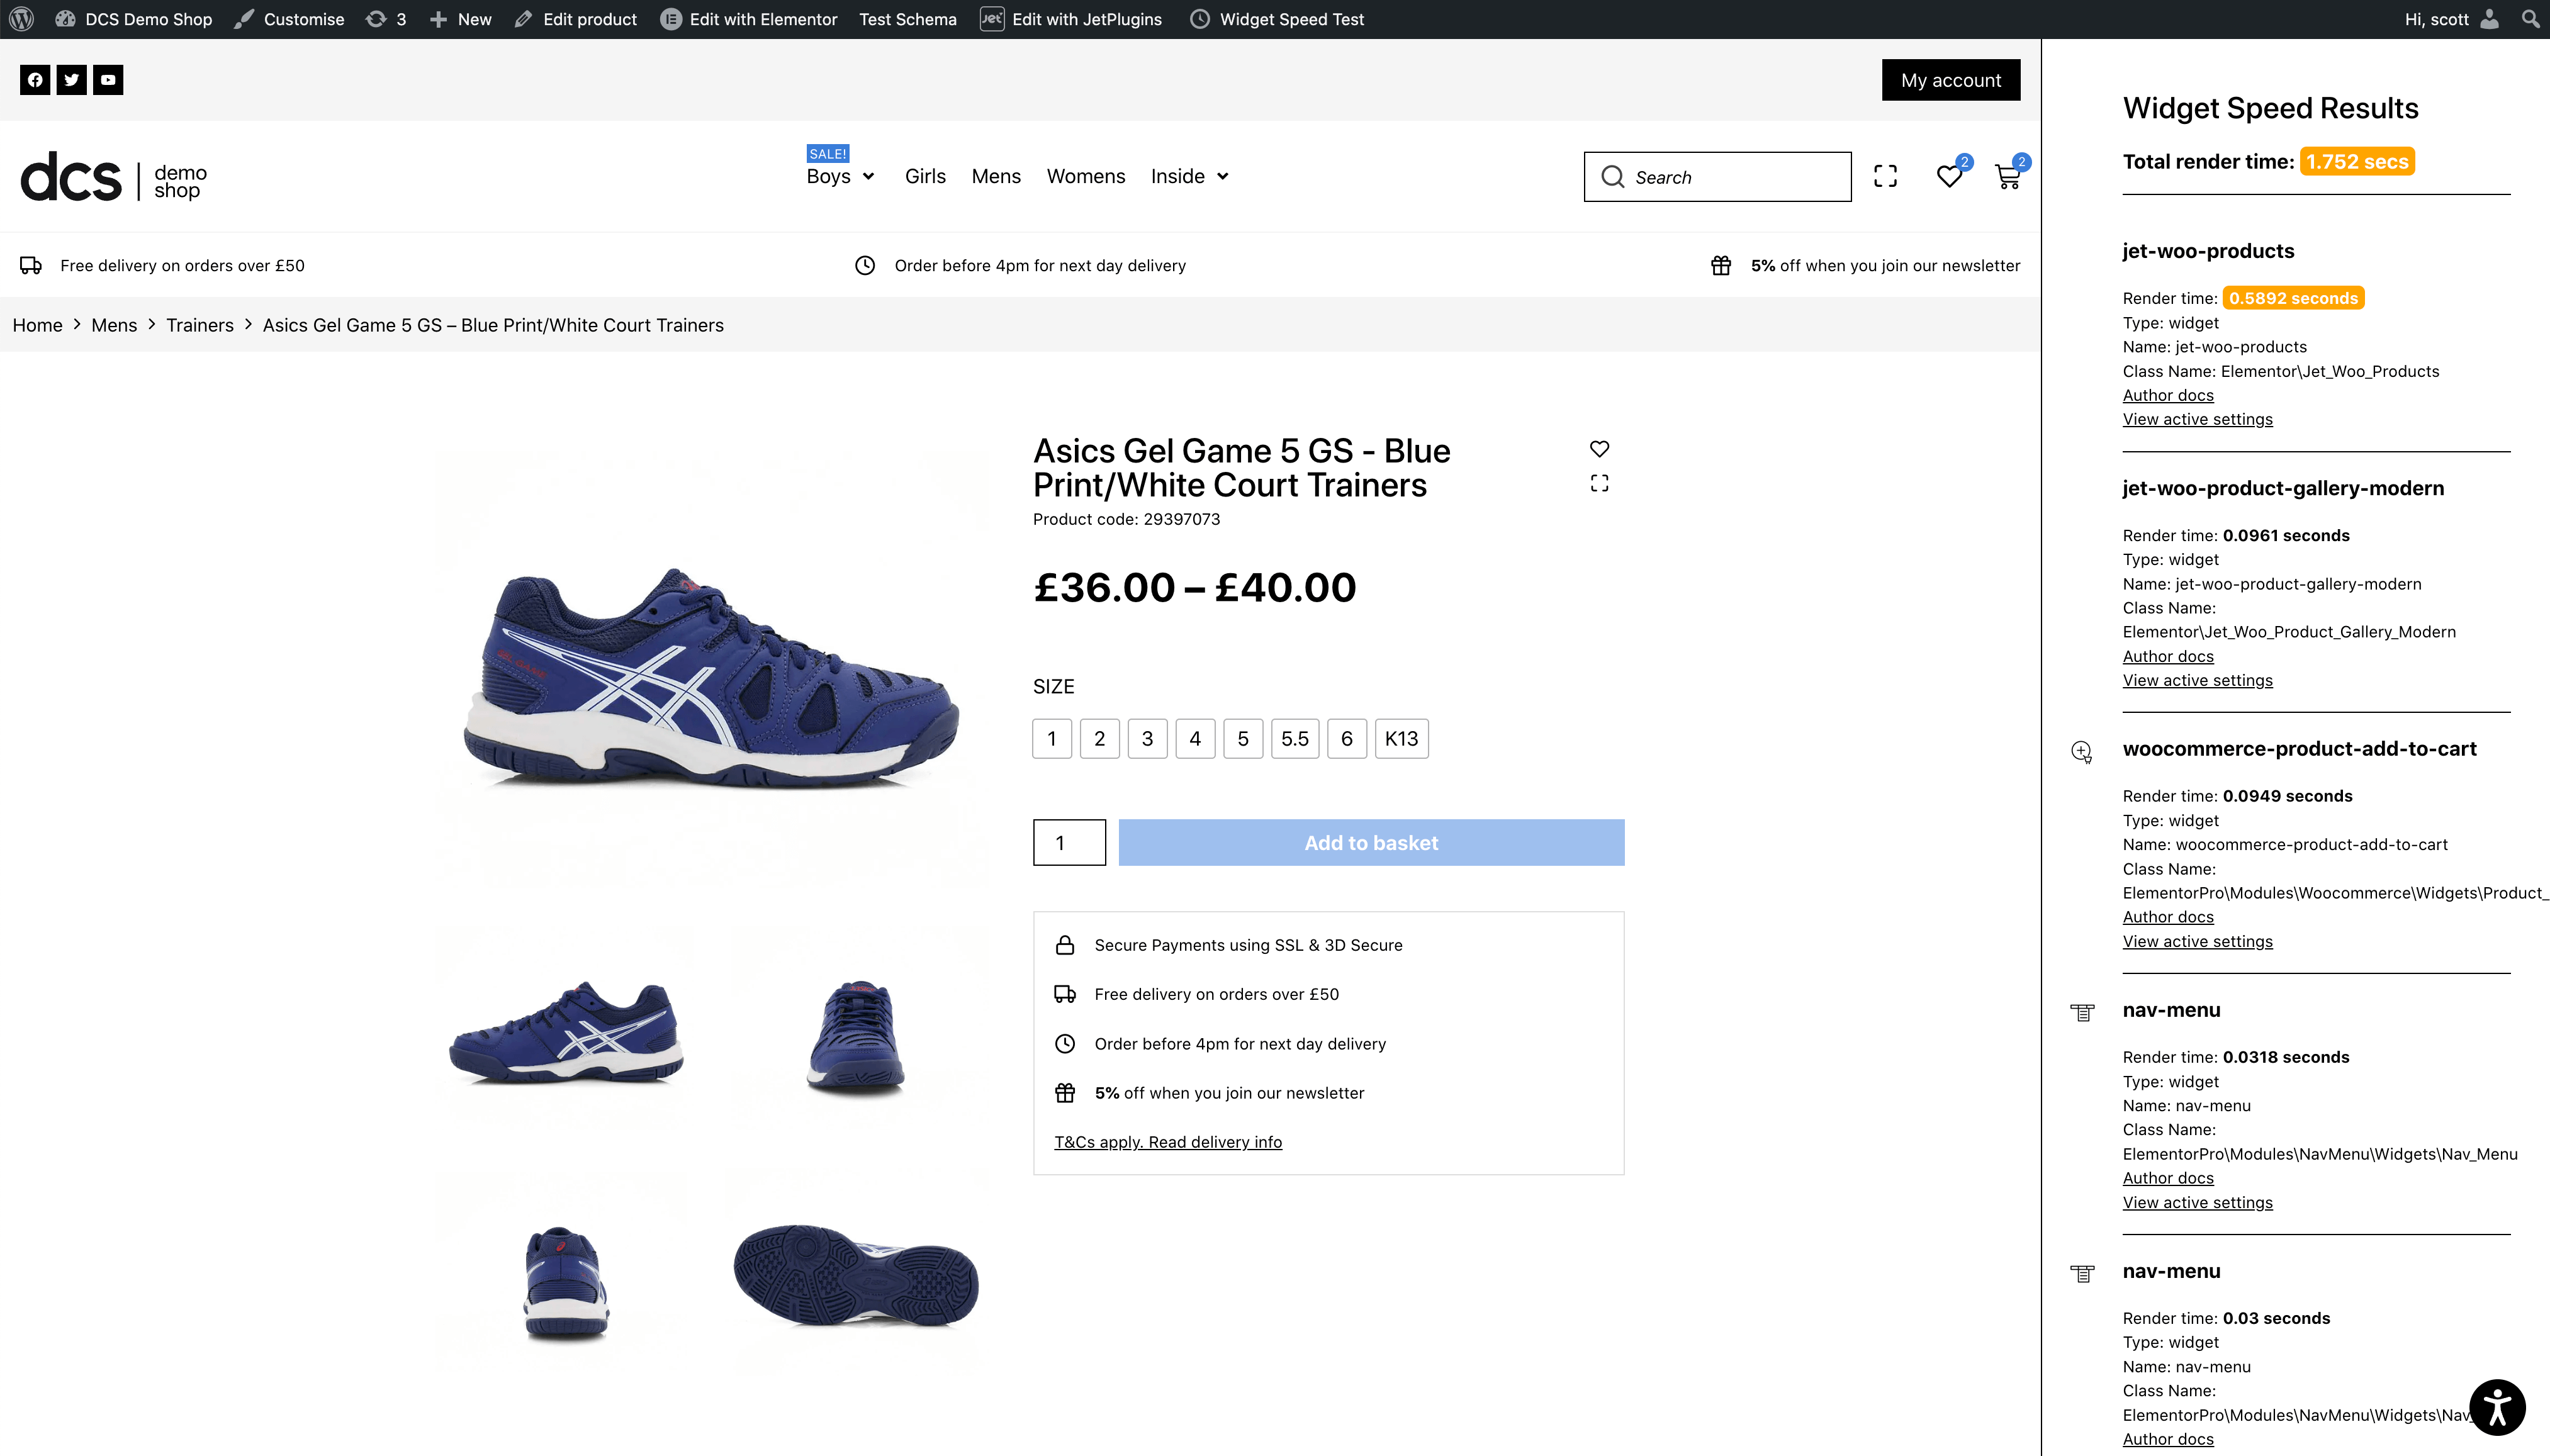 DCS Demo Shop Customise 3 New Edit product Edit with Elementor Test Schema Jet Edit with JetPlugins Widget Speed Test Hi, scott
My account
dcs | demo shop
SALE!
Boys Girls Mens Womens Inside
Search
2
2
Free delivery on orders over £50
Order before 4pm for next day delivery
5% off when you join our newsletter
Home > Mens > Trainers > Asics Gel Game 5 GS – Blue Print/White Court Trainers
Asics Gel Game 5 GS - Blue
Print/White Court Trainers
Product code: 29397073
£36.00 – £40.00
SIZE
1 2 3 4 5 5.5 6 K13
1
Add to basket
Secure Payments using SSL & 3D Secure
Free delivery on orders over £50
Order before 4pm for next day delivery
5% off when you join our newsletter
T&Cs apply. Read delivery info
Widget Speed Results
Total render time: 1.752 secs
jet-woo-products
Render time: 0.5892 seconds
Type: widget
Name: jet-woo-products
Class Name: Elementor\Jet_Woo_Products
Author docs
View active settings
jet-woo-product-gallery-modern
Render time: 0.0961 seconds
Type: widget
Name: jet-woo-product-gallery-modern
Class Name:
Elementor\Jet_Woo_Product_Gallery_Modern
Author docs
View active settings
woocommerce-product-add-to-cart
Render time: 0.0949 seconds
Type: widget
Name: woocommerce-product-add-to-cart
Class Name:
ElementorPro\Modules\Woocommerce\Widgets\Product_
Author docs
View active settings
nav-menu
Render time: 0.0318 seconds
Type: widget
Name: nav-menu
Class Name:
ElementorPro\Modules\NavMenu\Widgets\Nav_Menu
Author docs
View active settings
nav-menu
Render time: 0.03 seconds
Type: widget
Name: nav-menu
Class Name:
ElementorPro\Modules\NavMenu\Widgets\Nav_
Author docs